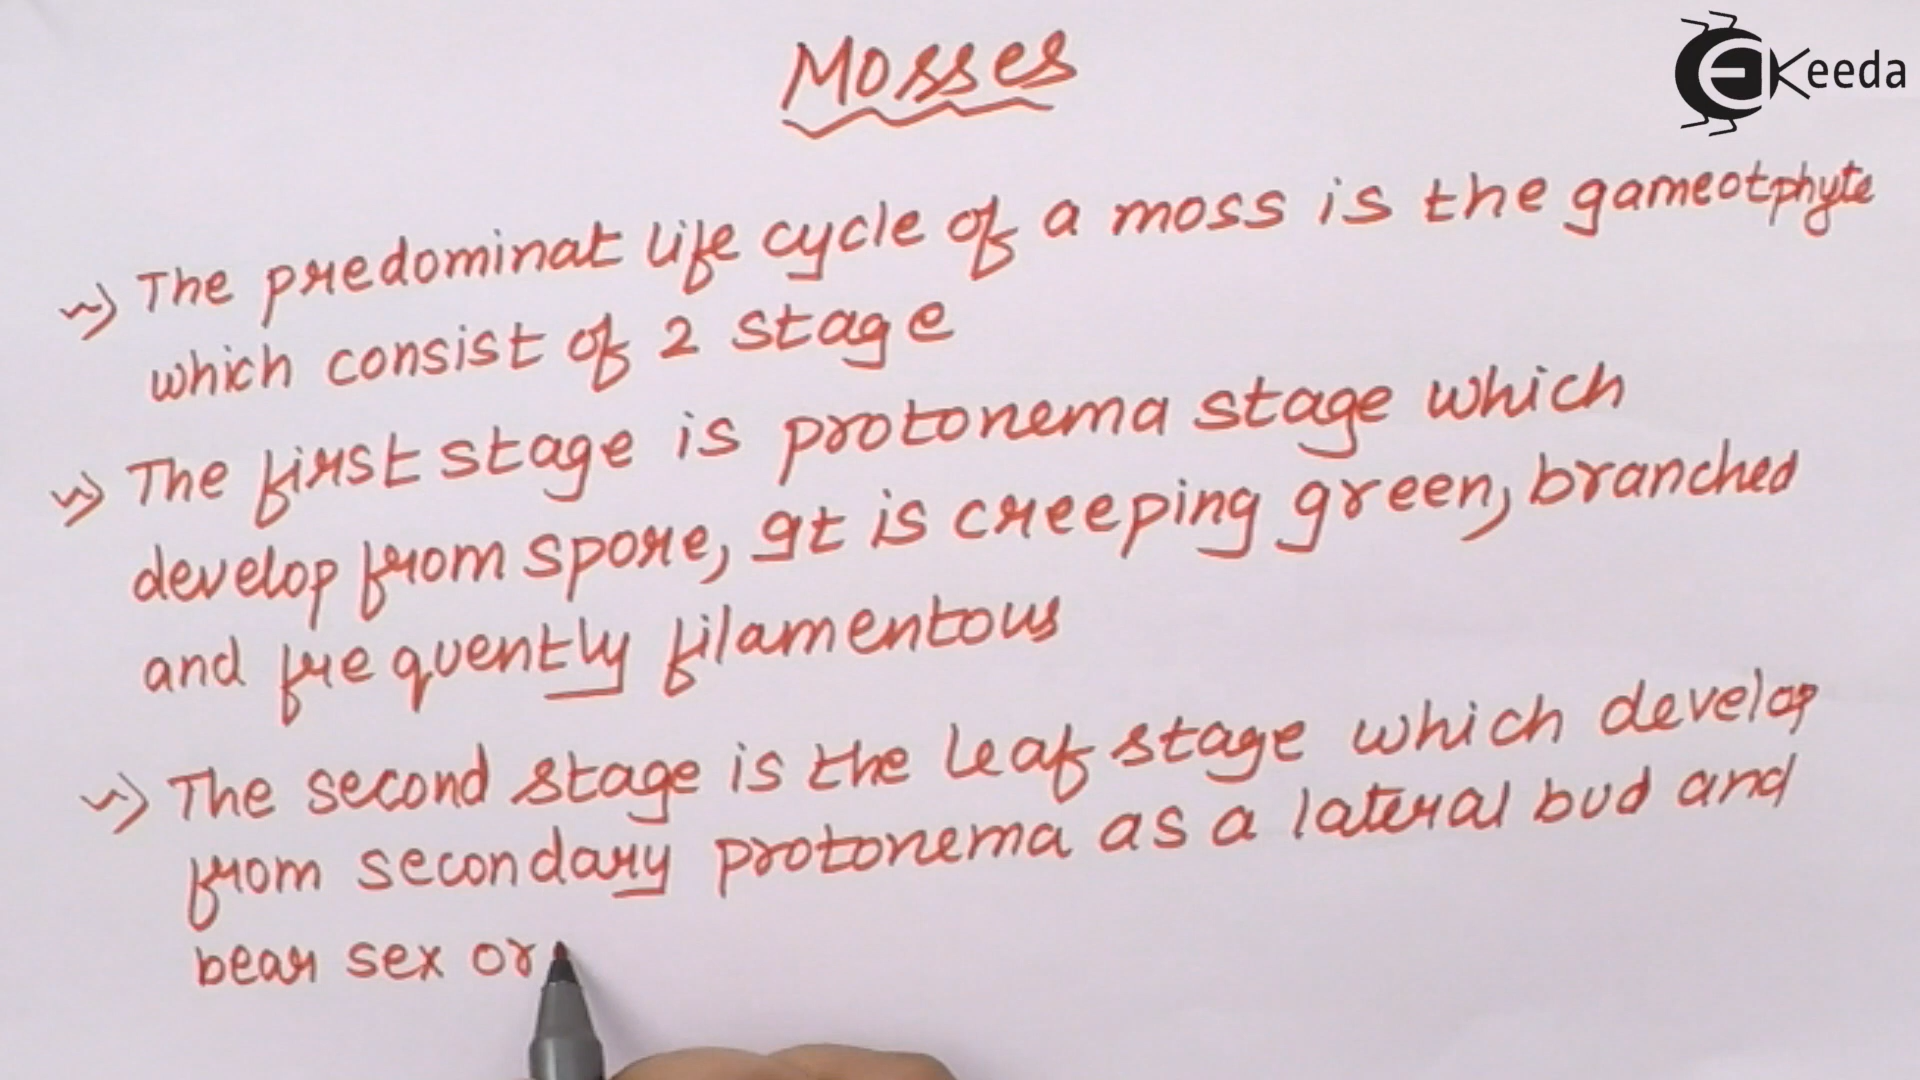 Mosses
EKeeda
~> The predominat life cycle of a moss is the gameotphyte
which consist of 2 stage
~> The first stage is protonema stage which
develop from spore, It is creeping green, branched
and frequently filamentous
~> The second stage is the leaf stage which develop
from secondary protonema as a lateral bud and
bear sex or